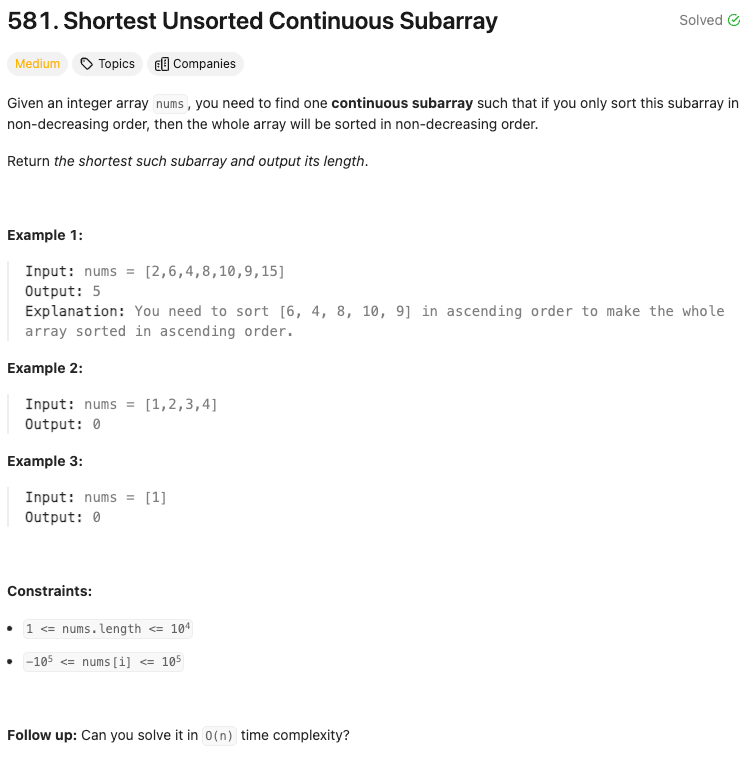 581. Shortest Unsorted Continuous Subarray
Solved
Medium Topics Companies
Given an integer array nums, you need to find one continuous subarray such that if you only sort this subarray in
non-decreasing order, then the whole array will be sorted in non-decreasing order.
Return the shortest such subarray and output its length.
Example 1:
Input: nums = [2,6,4,8,10,9,15]
Output: 5
Explanation: You need to sort [6, 4, 8, 10, 9] in ascending order to make the whole
array sorted in ascending order.
Example 2:
Input: nums = [1,2,3,4]
Output: 0
Example 3:
Input: nums = [1]
Output: 0
Constraints:
• 1 <= nums.length <= 10⁴
• -10⁵ <= nums[i] <= 10⁵
Follow up: Can you solve it in O(n) time complexity?